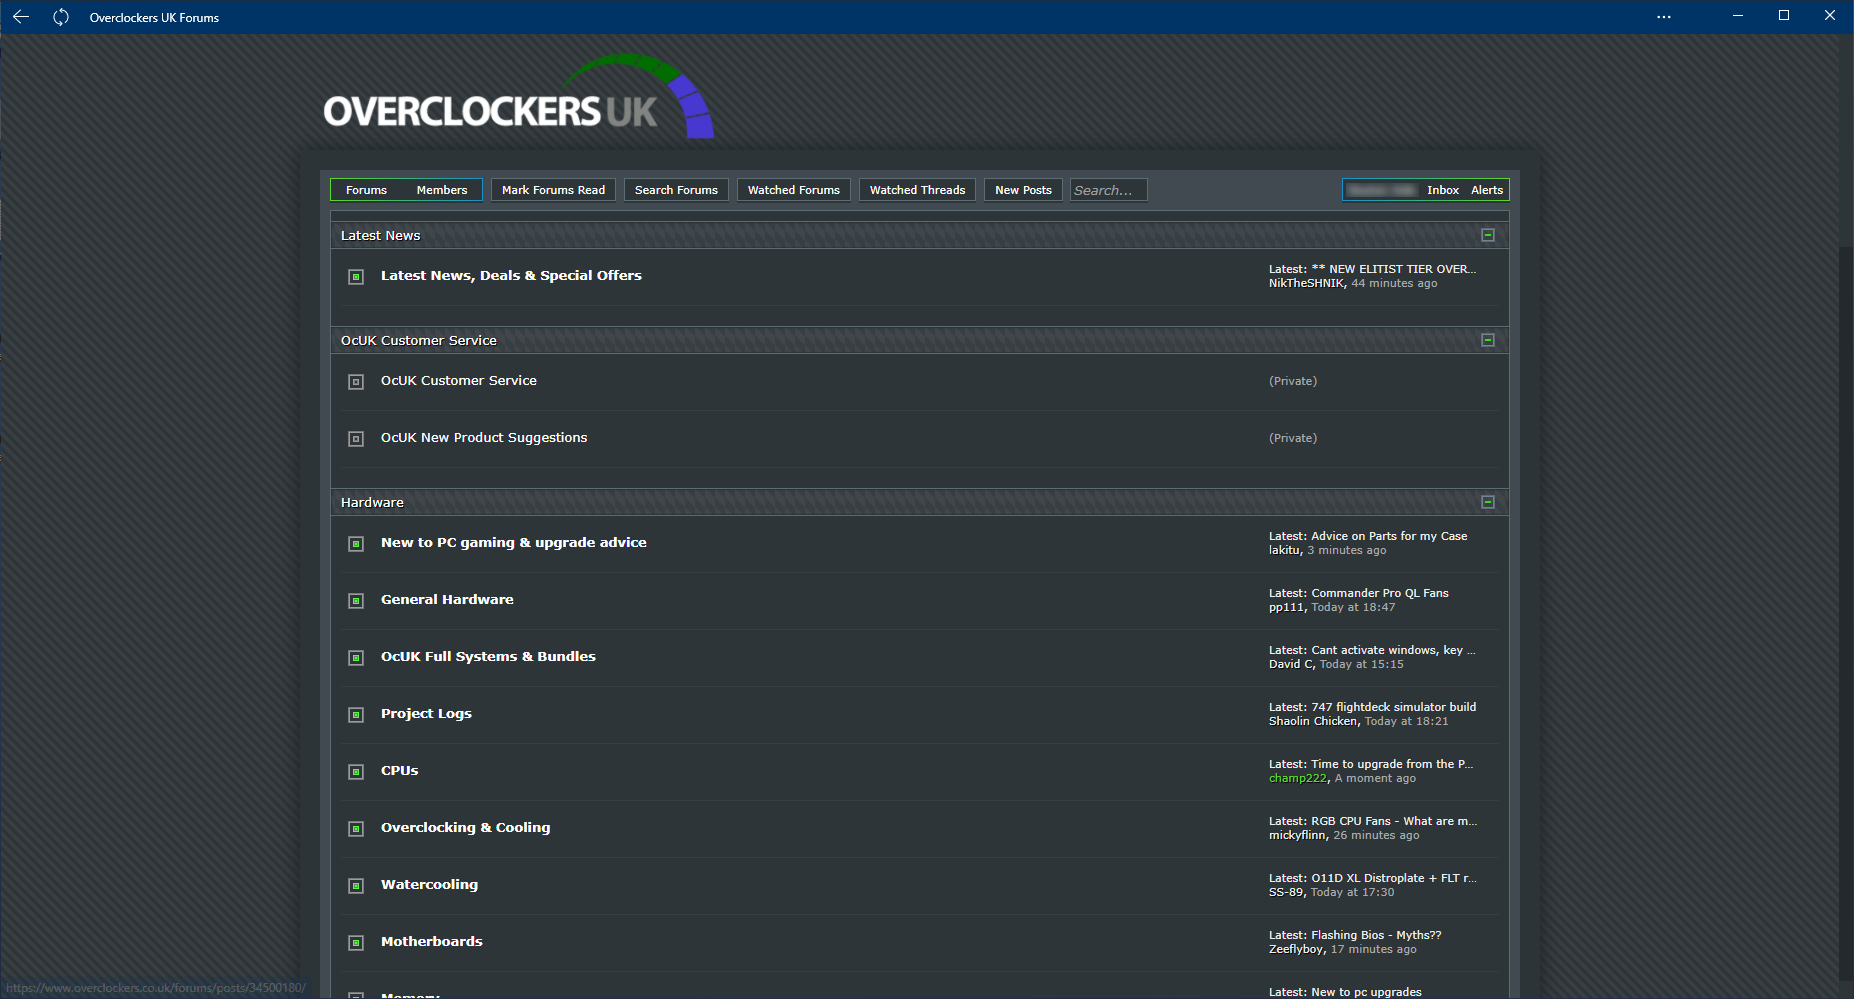 Overclockers UK Forums
OVERCLOCKERS UK
Forums Members Mark Forums Read Search Forums Watched Forums Watched Threads New Posts Search... Inbox Alerts
Latest News
Latest News, Deals & Special Offers
Latest: ** NEW ELITIST TIER OVER...
NikTheSHNIK, 44 minutes ago
OcUK Customer Service
OcUK Customer Service
(Private)
OcUK New Product Suggestions
(Private)
Hardware
New to PC gaming & upgrade advice
Latest: Advice on Parts for my Case
lakitu, 3 minutes ago
General Hardware
Latest: Commander Pro QL Fans
pp111, Today at 18:47
OcUK Full Systems & Bundles
Latest: Cant activate windows, key ...
David C, Today at 15:15
Project Logs
Latest: 747 flightdeck simulator build
Shaolin Chicken, Today at 18:21
CPUs
Latest: Time to upgrade from the P...
champ222, A moment ago
Overclocking & Cooling
Latest: RGB CPU Fans - What are m...
mickyflinn, 26 minutes ago
Watercooling
Latest: O11D XL Distroplate + FLT r...
SS-89, Today at 17:30
Motherboards
Latest: Flashing Bios - Myths??
Zeeflyboy, 17 minutes ago
Memory
Latest: New to pc upgrades
https://www.overclockers.co.uk/forums/posts/34500180/